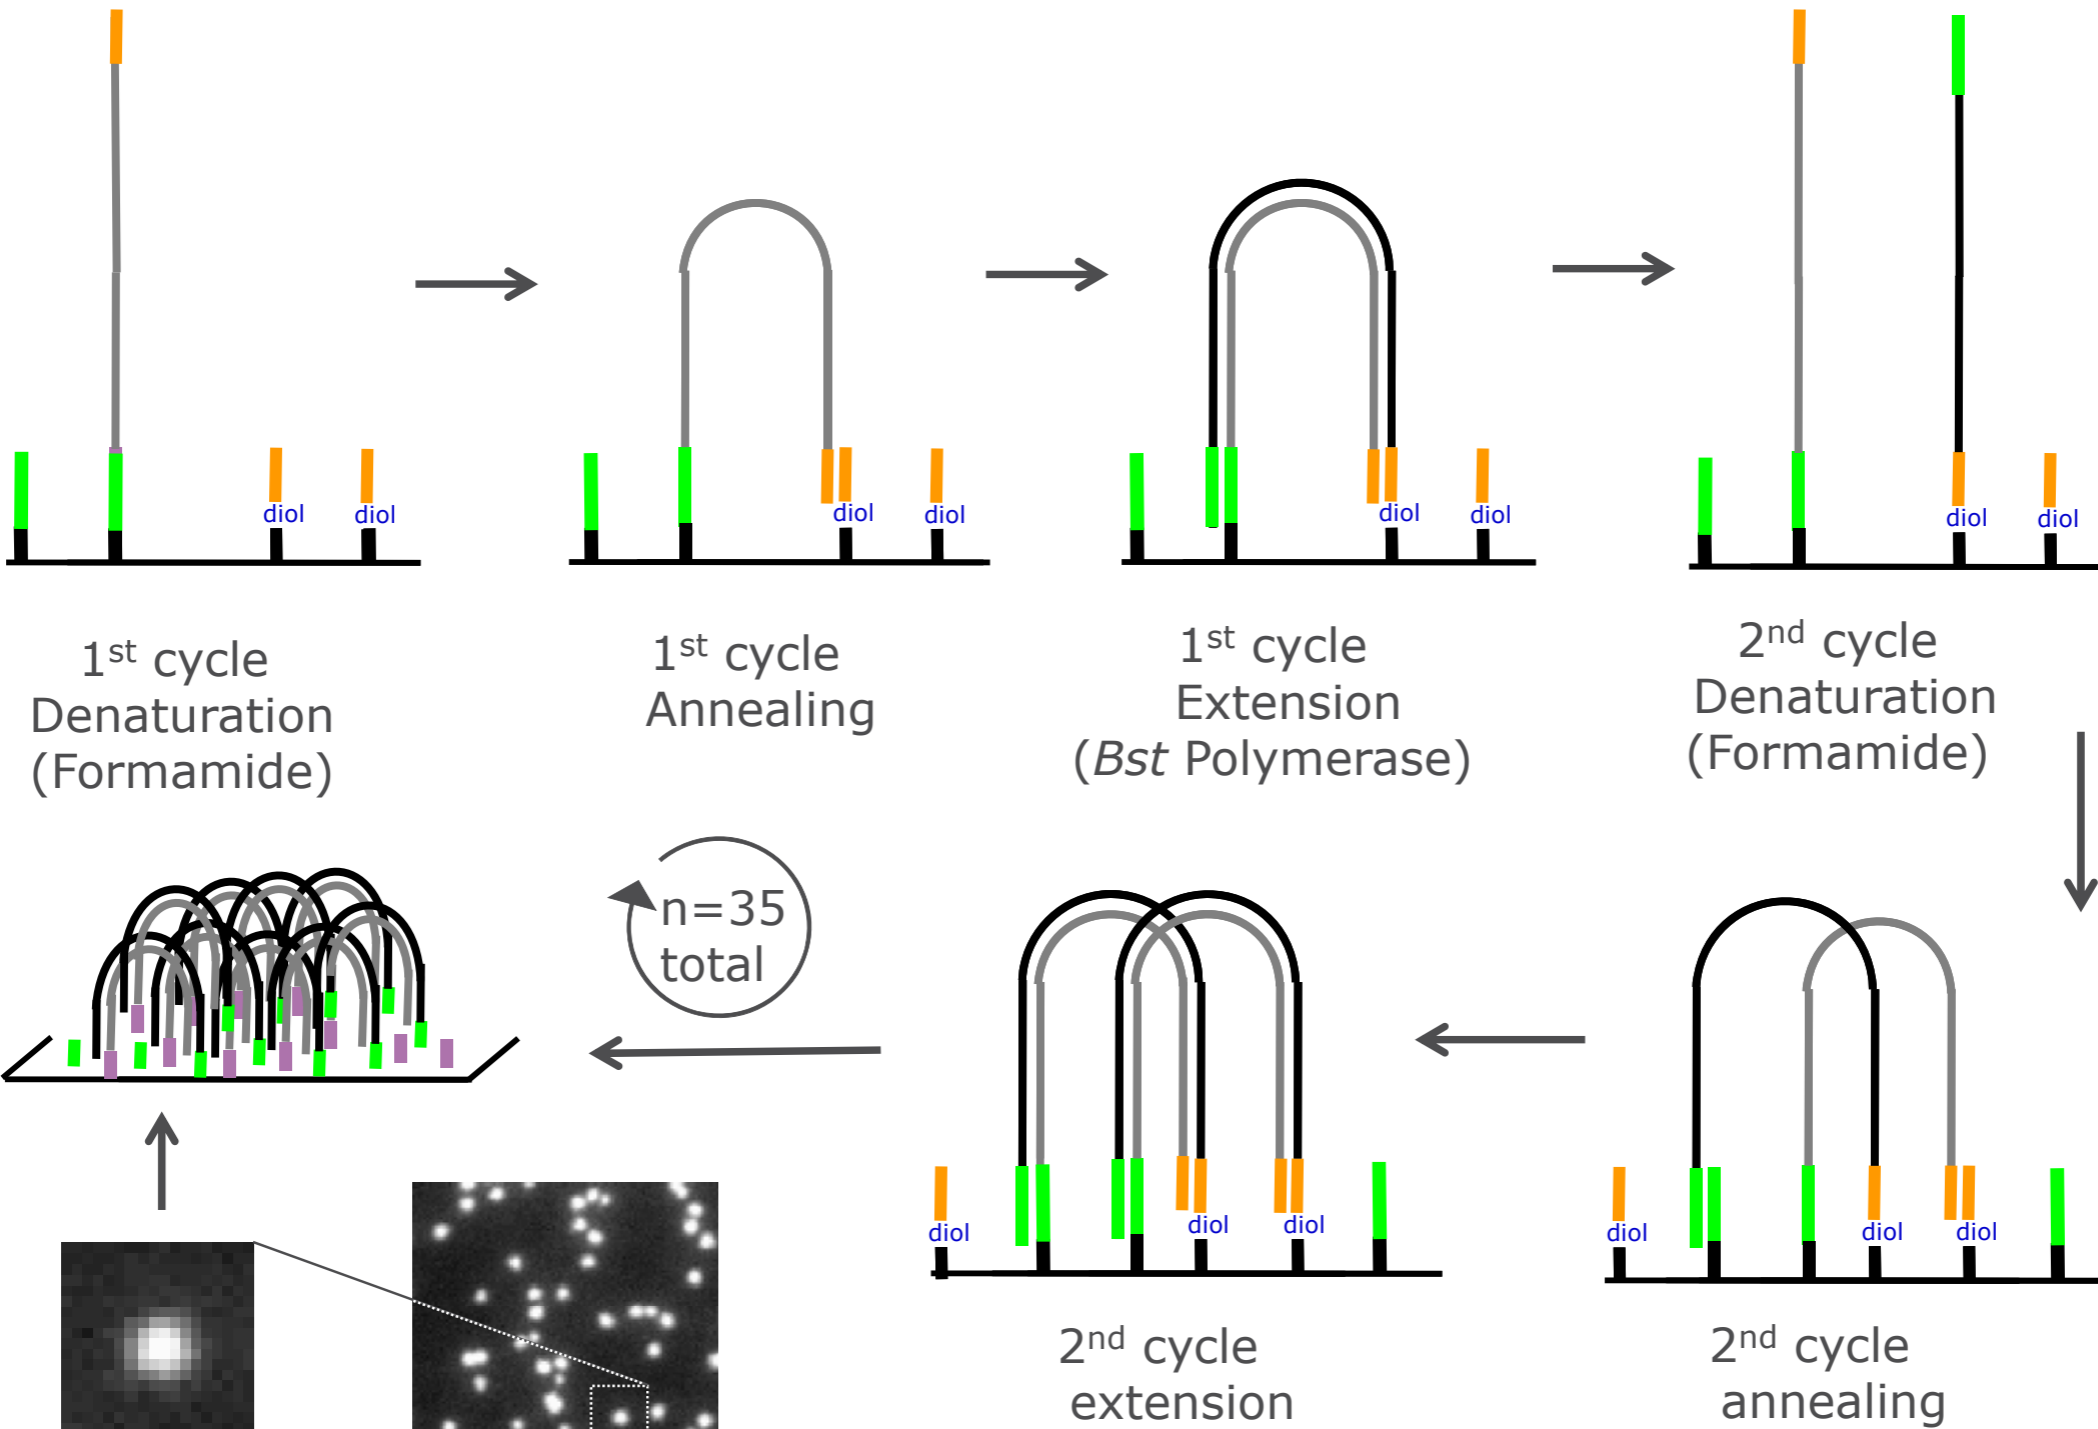 diol
diol
diol
diol
diol
diol
diol
diol
1st cycle
Denaturation
(Formamide)
1st cycle
Annealing
1st cycle
Extension
(Bst Polymerase)
2nd cycle
Denaturation
(Formamide)
n=35
total
diol
diol
diol
diol
diol
diol
2nd cycle
extension
2nd cycle
annealing